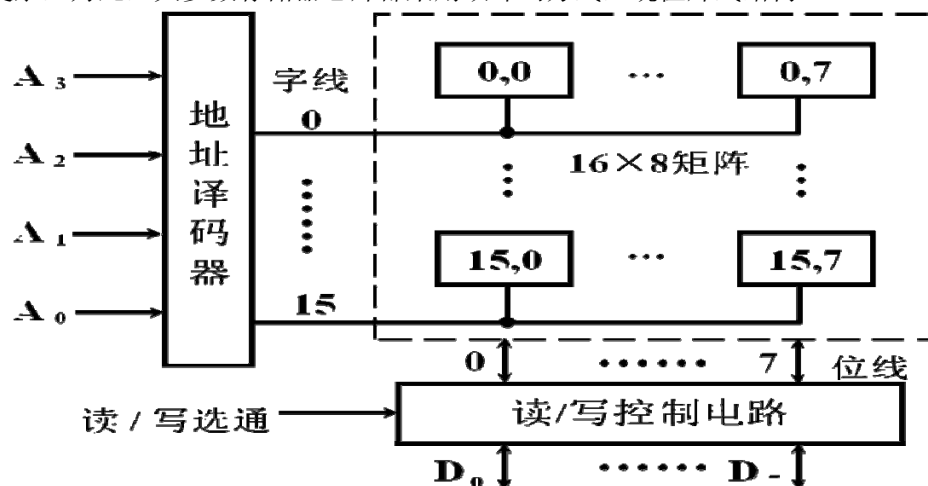 A3
A2
A1
A0
地址译码器
字线
0
15
0,0 ... 0,7
16×8矩阵
15,0 ... 15,7
0 ...... 7 位线
读/写选通
读/写控制电路
D0 ...... D